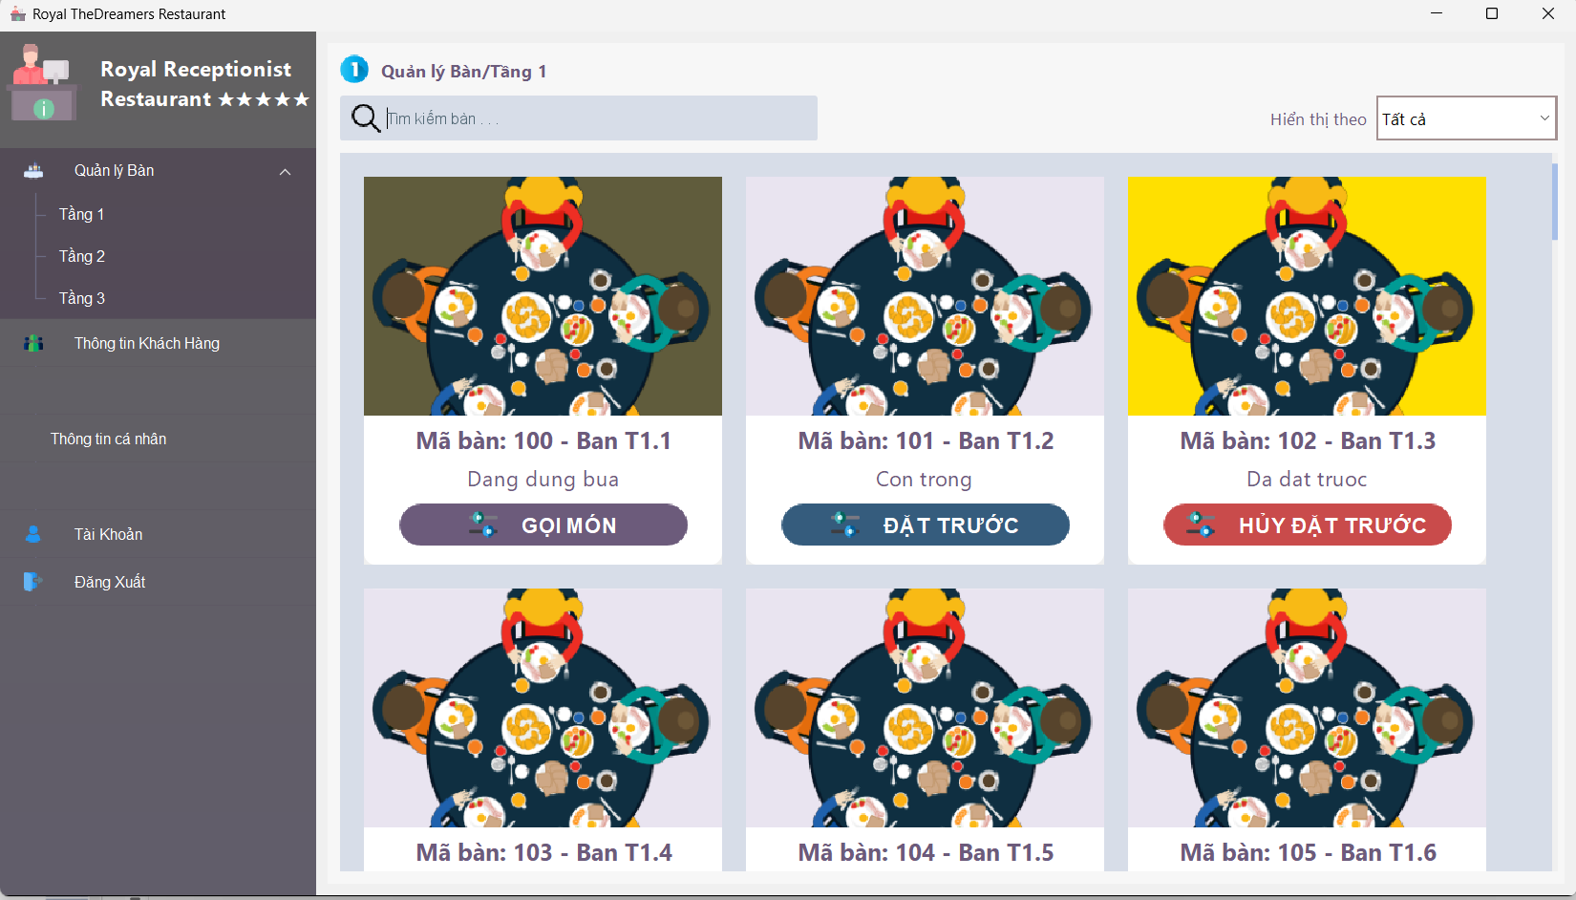 Royal TheDreamers Restaurant
Royal Receptionist
Restaurant ★★★★★
Quản lý Bàn
Tầng 1
Tầng 2
Tầng 3
Thông tin Khách Hàng
Thông tin cá nhân
Tài Khoản
Đăng Xuất
1 Quản lý Bàn/Tầng 1
Tìm kiếm bàn . . .
Hiển thị theo Tất cả
Mã bàn: 100 - Ban T1.1
Dang dung bua
GỌI MÓN
Mã bàn: 101 - Ban T1.2
Con trong
ĐẶT TRƯỚC
Mã bàn: 102 - Ban T1.3
Da dat truoc
HỦY ĐẶT TRƯỚC
Mã bàn: 103 - Ban T1.4
Mã bàn: 104 - Ban T1.5
Mã bàn: 105 - Ban T1.6